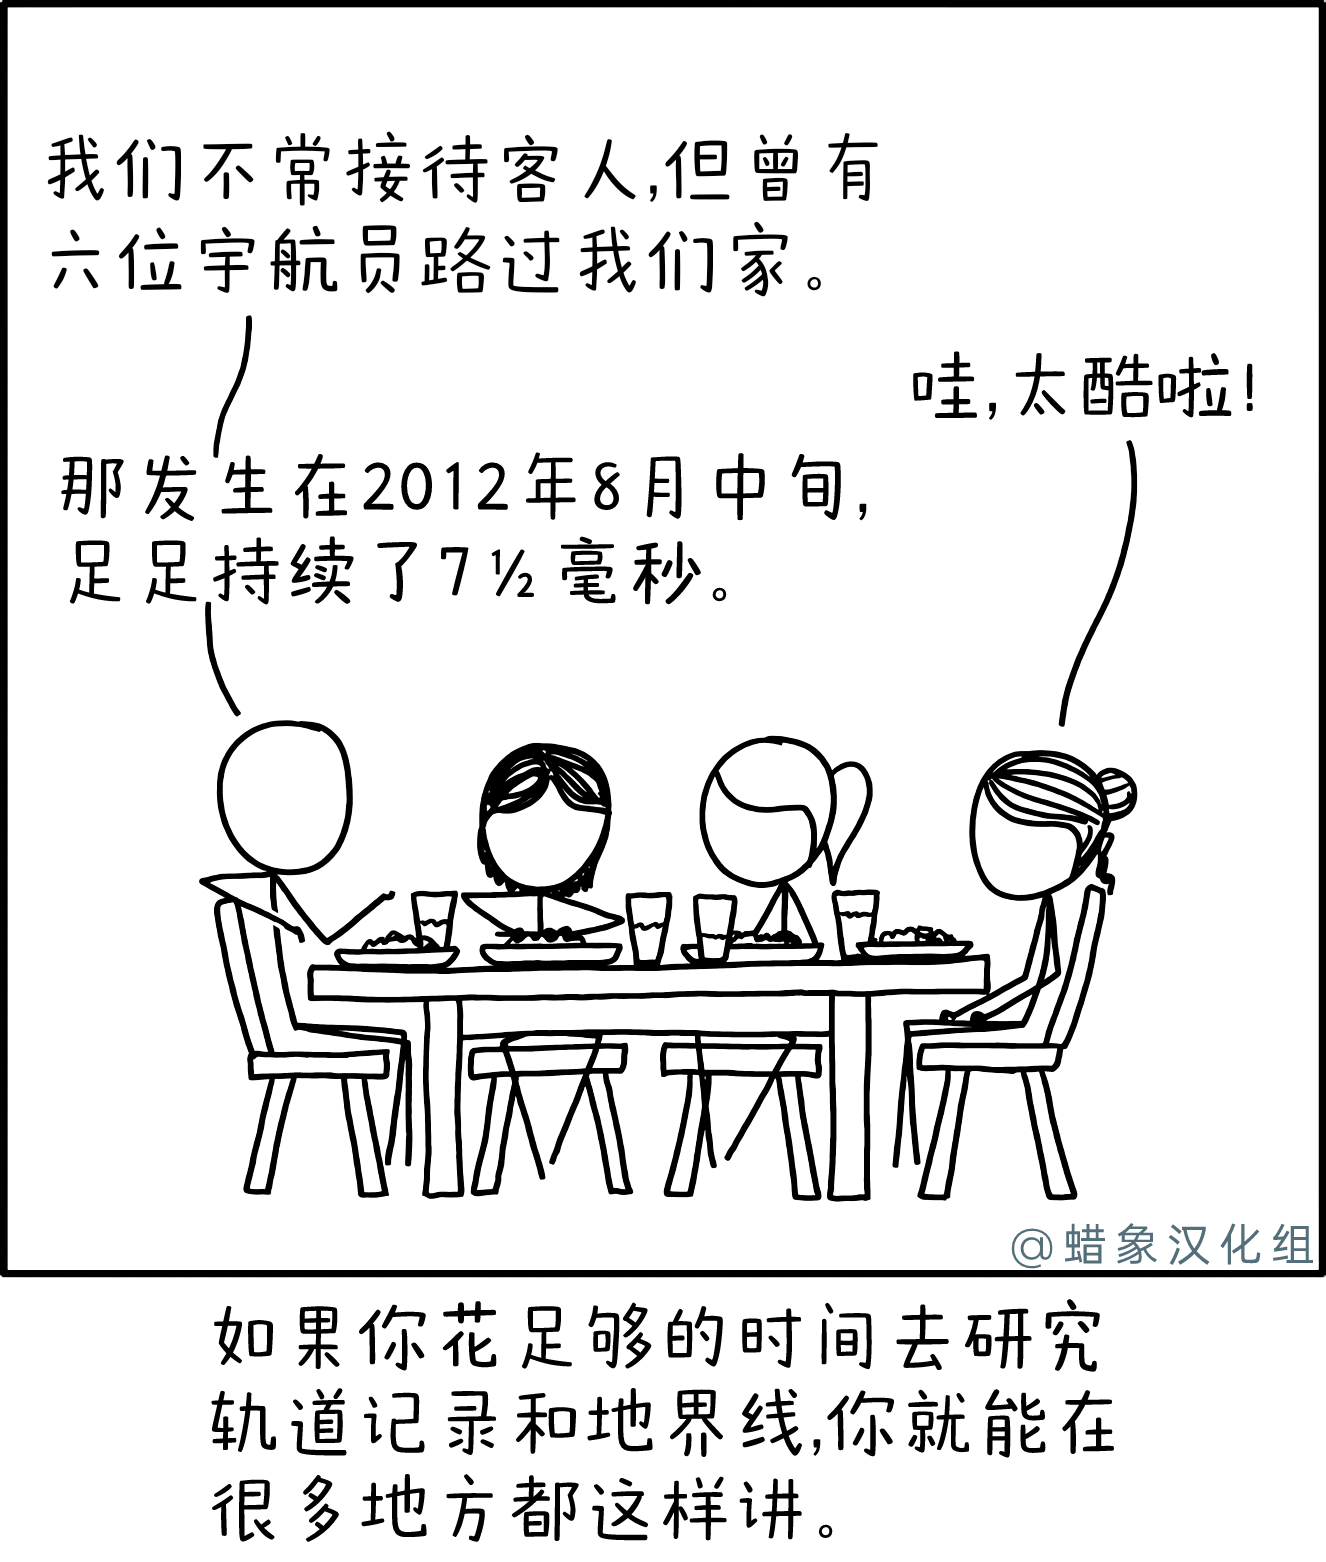 我们不常接待客人,但曾有
六位宇航员路过我们家。
哇,太酷啦!
那发生在2012年8月中旬,
足足持续了7½毫秒。
@蜡象汉化组
如果你花足够的时间去研究
轨道记录和地界线,你就能在
很多地方都这样讲。